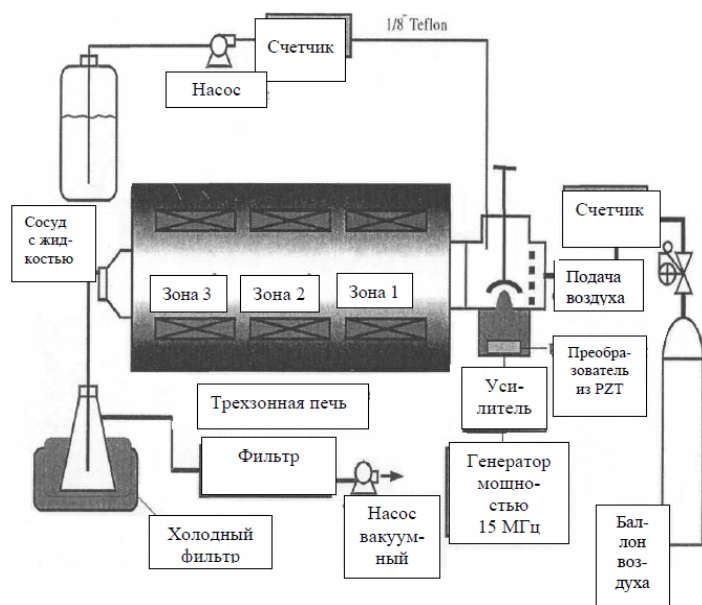 1/8" Teflon
Счетчик
Насос
Сосуд
с жид-
костью
Счетчик
Зона 3
Зона 2
Зона 1
Подача
воздуха
Преобра-
зователь
из PZT
Уси-
литель
Трехзонная печь
Фильтр
Генератор
мощно-
стью
15 МГц
Насос
вакуум-
ный
Холодный
фильтр
Бал-
лон воз-
духа